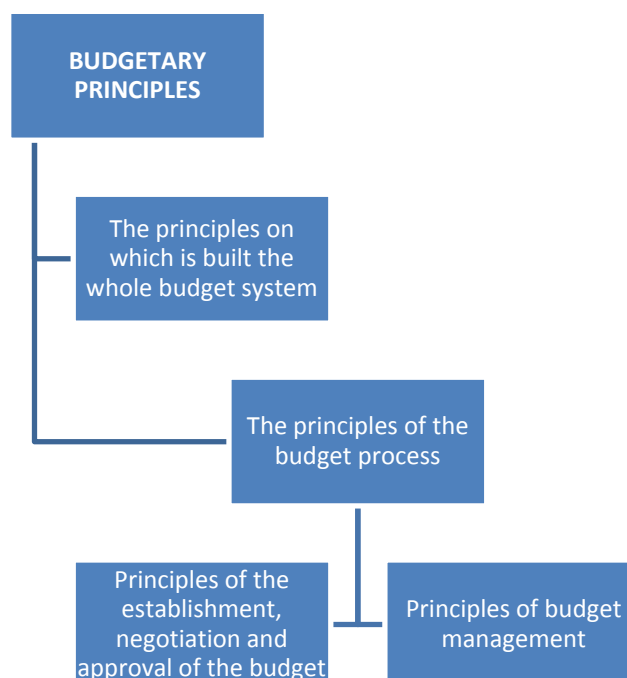 BUDGETARY
PRINCIPLES
The principles on
which is built the
whole budget system
The principles of the
budget process
Principles of the
establishment,
negotiation and
approval of the budget
Principles of budget
management